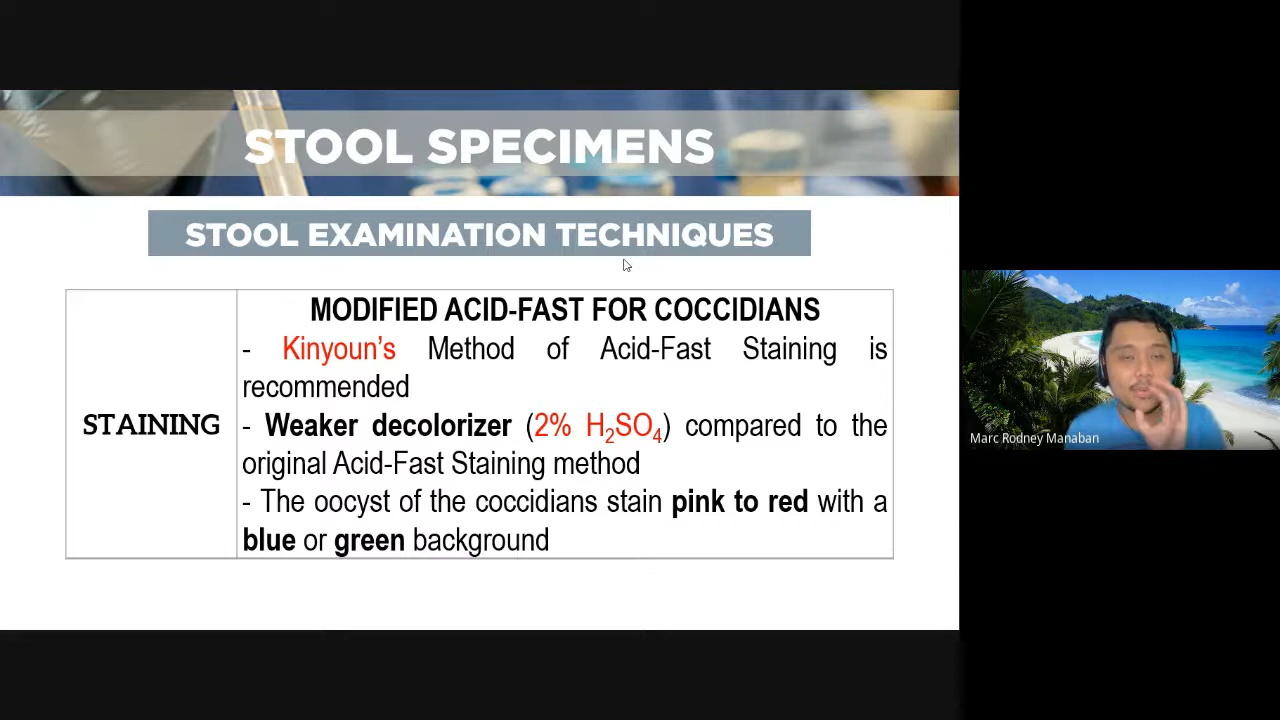 STOOL SPECIMENS
STOOL EXAMINATION TECHNIQUES
STAINING
MODIFIED ACID-FAST FOR COCCIDIANS
- Kinyoun’s Method of Acid-Fast Staining is
recommended
- Weaker decolorizer (2% H₂SO₄) compared to the
original Acid-Fast Staining method
- The oocyst of the coccidians stain pink to red with a
blue or green background
Marc Rodney Manaban